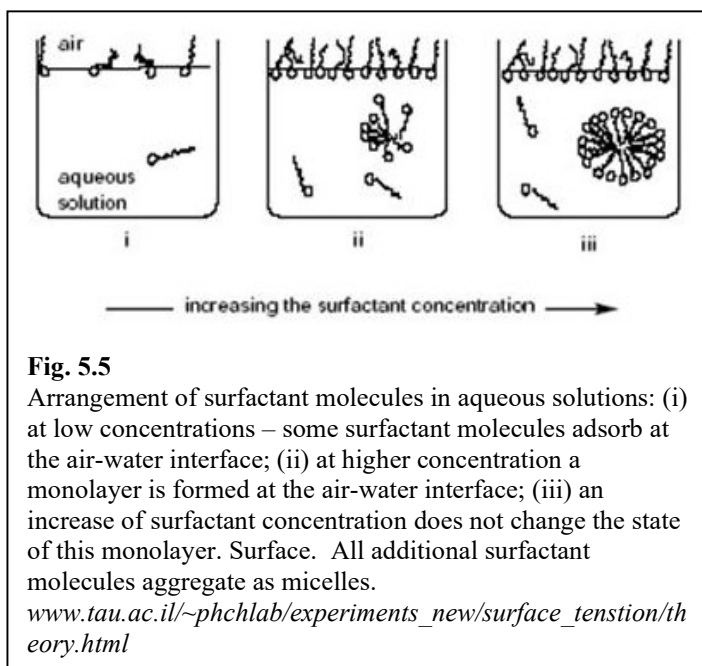 air
aqueous
solution
i
ii
iii
increasing the surfactant concentration
Fig. 5.5
Arrangement of surfactant molecules in aqueous solutions: (i)
at low concentrations – some surfactant molecules adsorb at
the air-water interface; (ii) at higher concentration a
monolayer is formed at the air-water interface; (iii) an
increase of surfactant concentration does not change the state
of this monolayer. Surface.  All additional surfactant
molecules aggregate as micelles.
www.tau.ac.il/~phchlab/experiments_new/surface_tenstion/th
eory.html